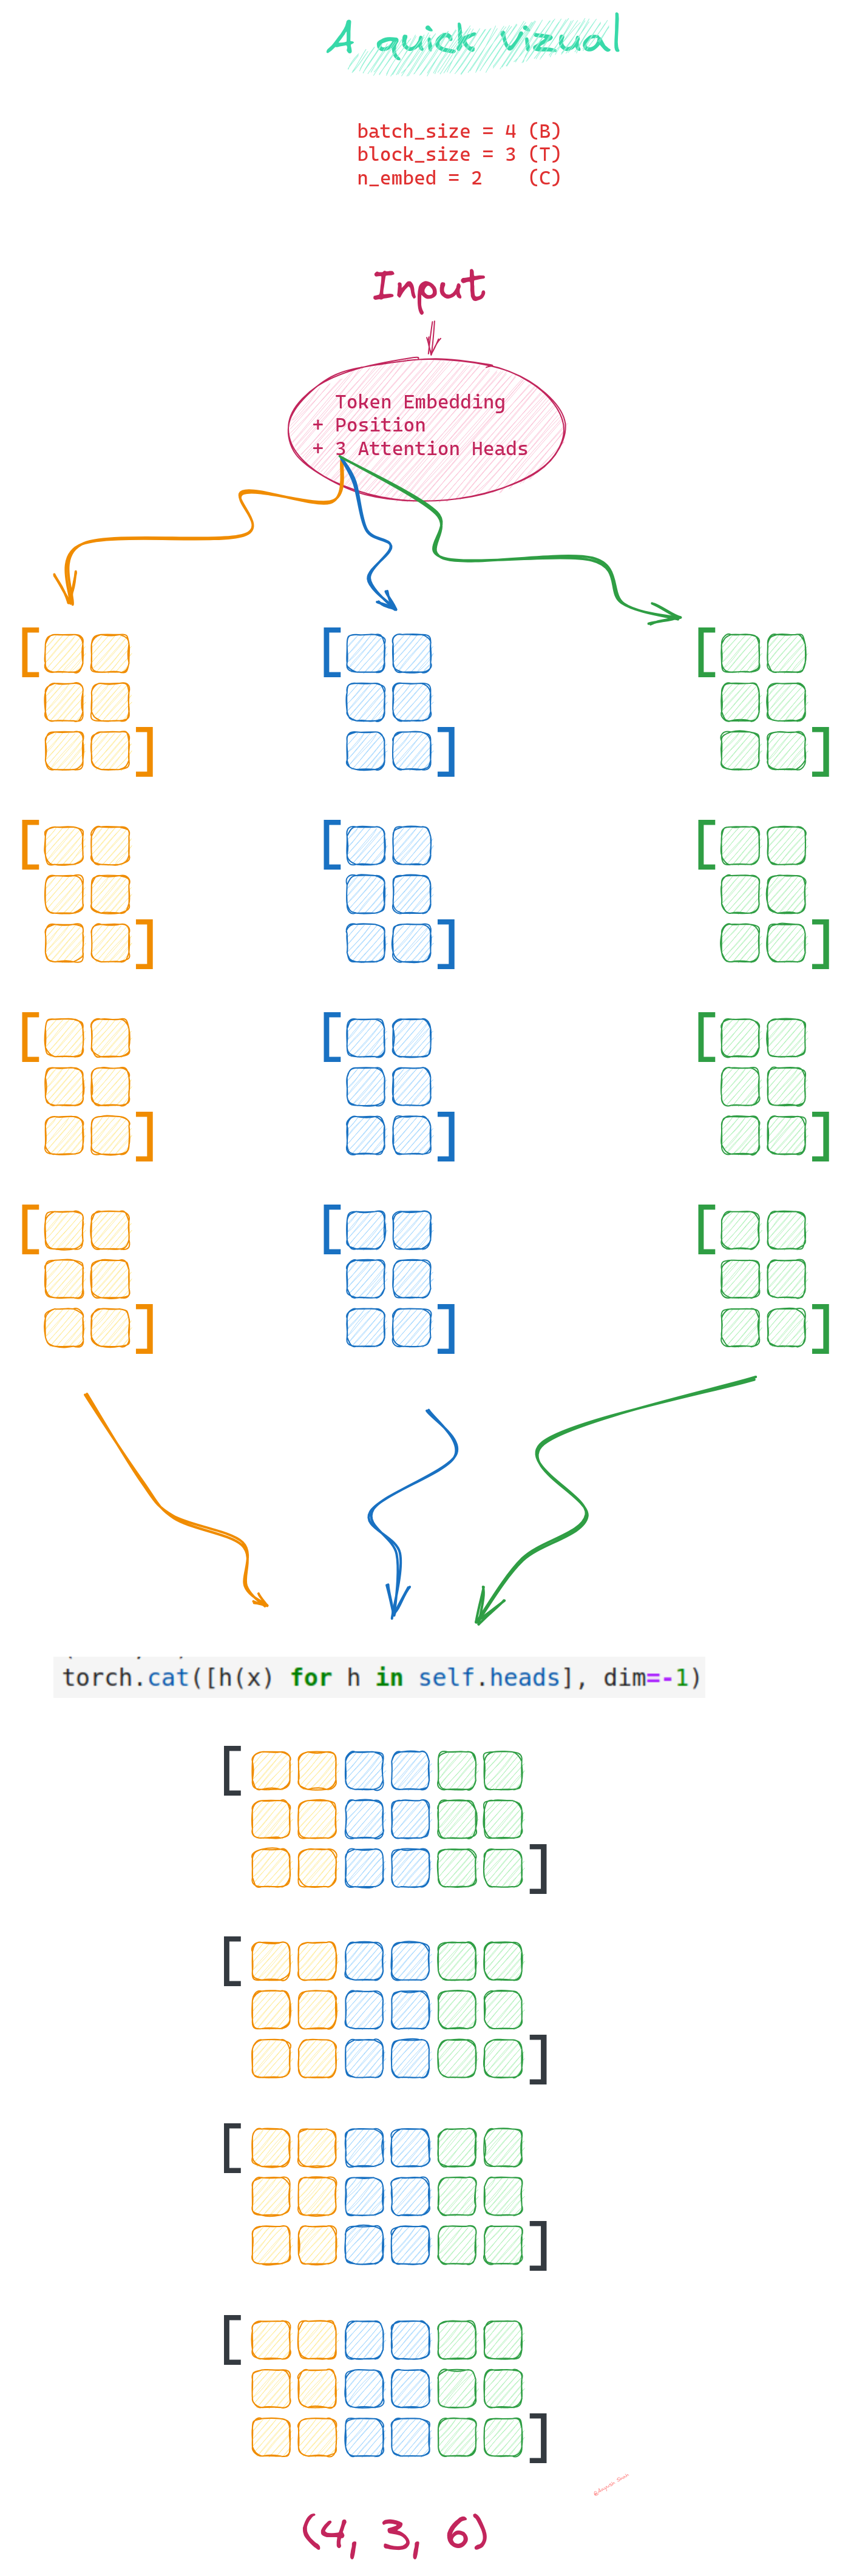 A quick vizual
batch_size = 4 (B)
block_size = 3 (T)
n_embed = 2    (C)
Input
Token Embedding
+ Position
+ 3 Attention Heads
torch.cat([h(x) for h in self.heads], dim=-1)
(4, 3, 6)